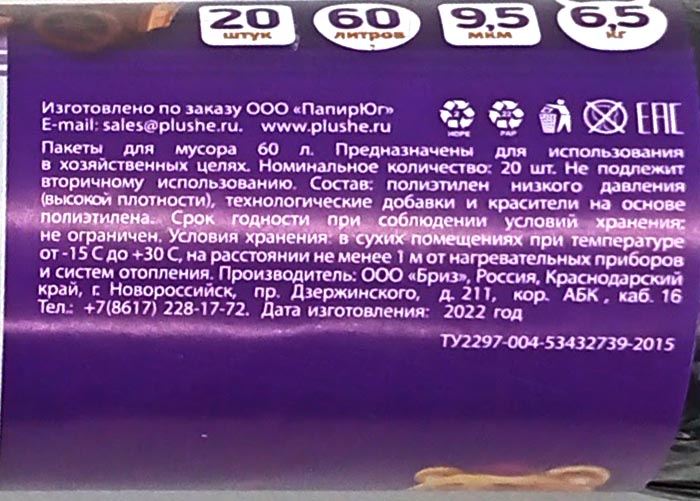 20 60 9,5 6,5
штук литров мкм кг
Изготовлено по заказу ООО «ПапирЮг»
E-mail: sales@plushe.ru. www.plushe.ru
2 22
HDPE PAP EAC
Пакеты для мусора 60 л. Предназначены для использования
в хозяйственных целях. Номинальное количество: 20 шт. Не подлежит
вторичному использованию. Состав: полиэтилен низкого давления
(высокой плотности), технологические добавки и красители на основе
полиэтилена. Срок годности при соблюдении условий хранения:
не ограничен. Условия хранения: в сухих помещениях при температуре
от -15 С до +30 С, на расстоянии не менее 1 м от нагревательных приборов
и систем отопления. Производитель: ООО «Бриз», Россия, Краснодарский
край, г. Новороссийск, пр. Дзержинского, д. 211, кор. АБК , каб. 16
Тел.: +7(8617) 228-17-72. Дата изготовления: 2022 год
ТУ2297-004-53432739-2015